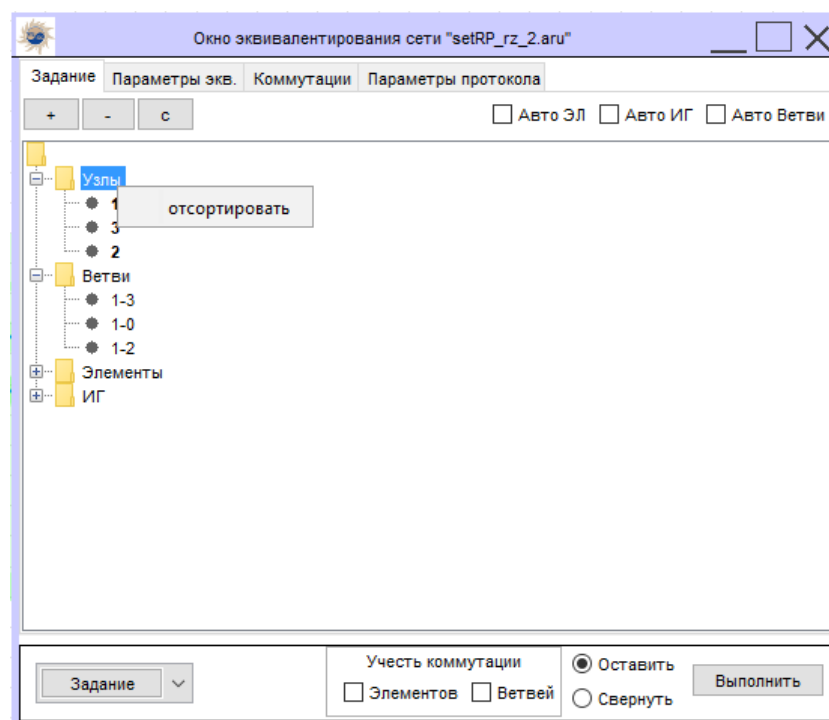 Окно эквивалентирования сети "setRP_rz_2.aru"
Задание Параметры экв. Коммутации Параметры протокола
+ - с Авто ЭЛ Авто ИГ Авто Ветви
Узлы
1
отсортировать
3
2
Ветви
1-3
1-0
1-2
Элементы
ИГ
Учесть коммутации
Оставить
Задание
Элементов Ветвей
Выполнить
Свернуть